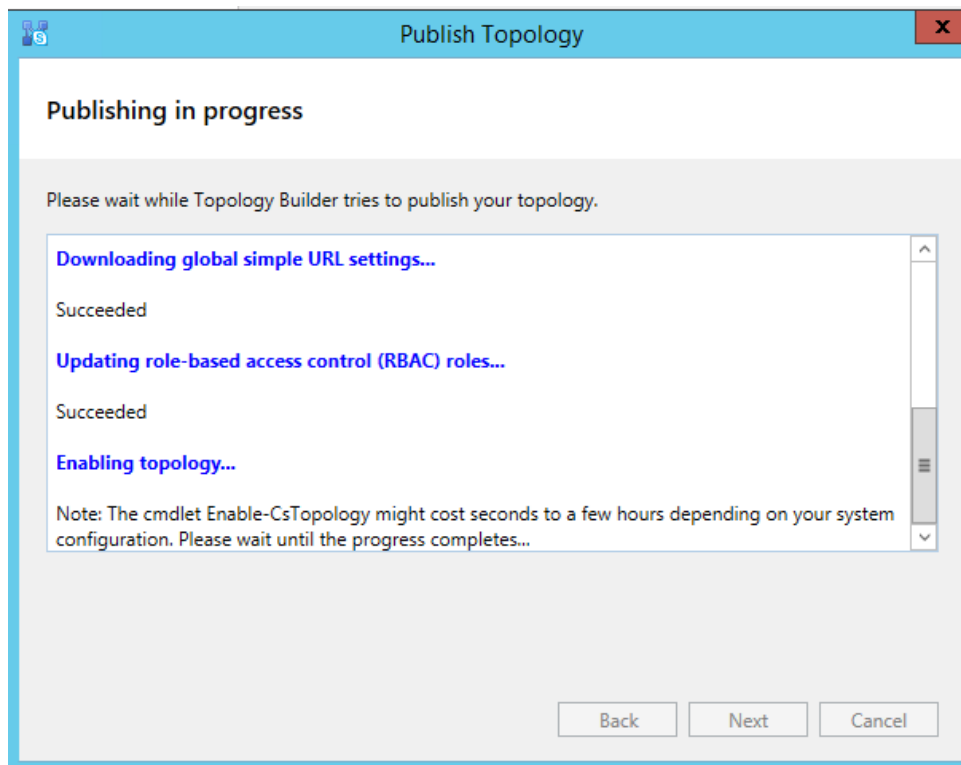 Publish Topology
x
Publishing in progress
Please wait while Topology Builder tries to publish your topology.
Downloading global simple URL settings...
Succeeded
Updating role-based access control (RBAC) roles...
Succeeded
Enabling topology...
Note: The cmdlet Enable-CsTopology might cost seconds to a few hours depending on your system
configuration. Please wait until the progress completes...
Back Next Cancel